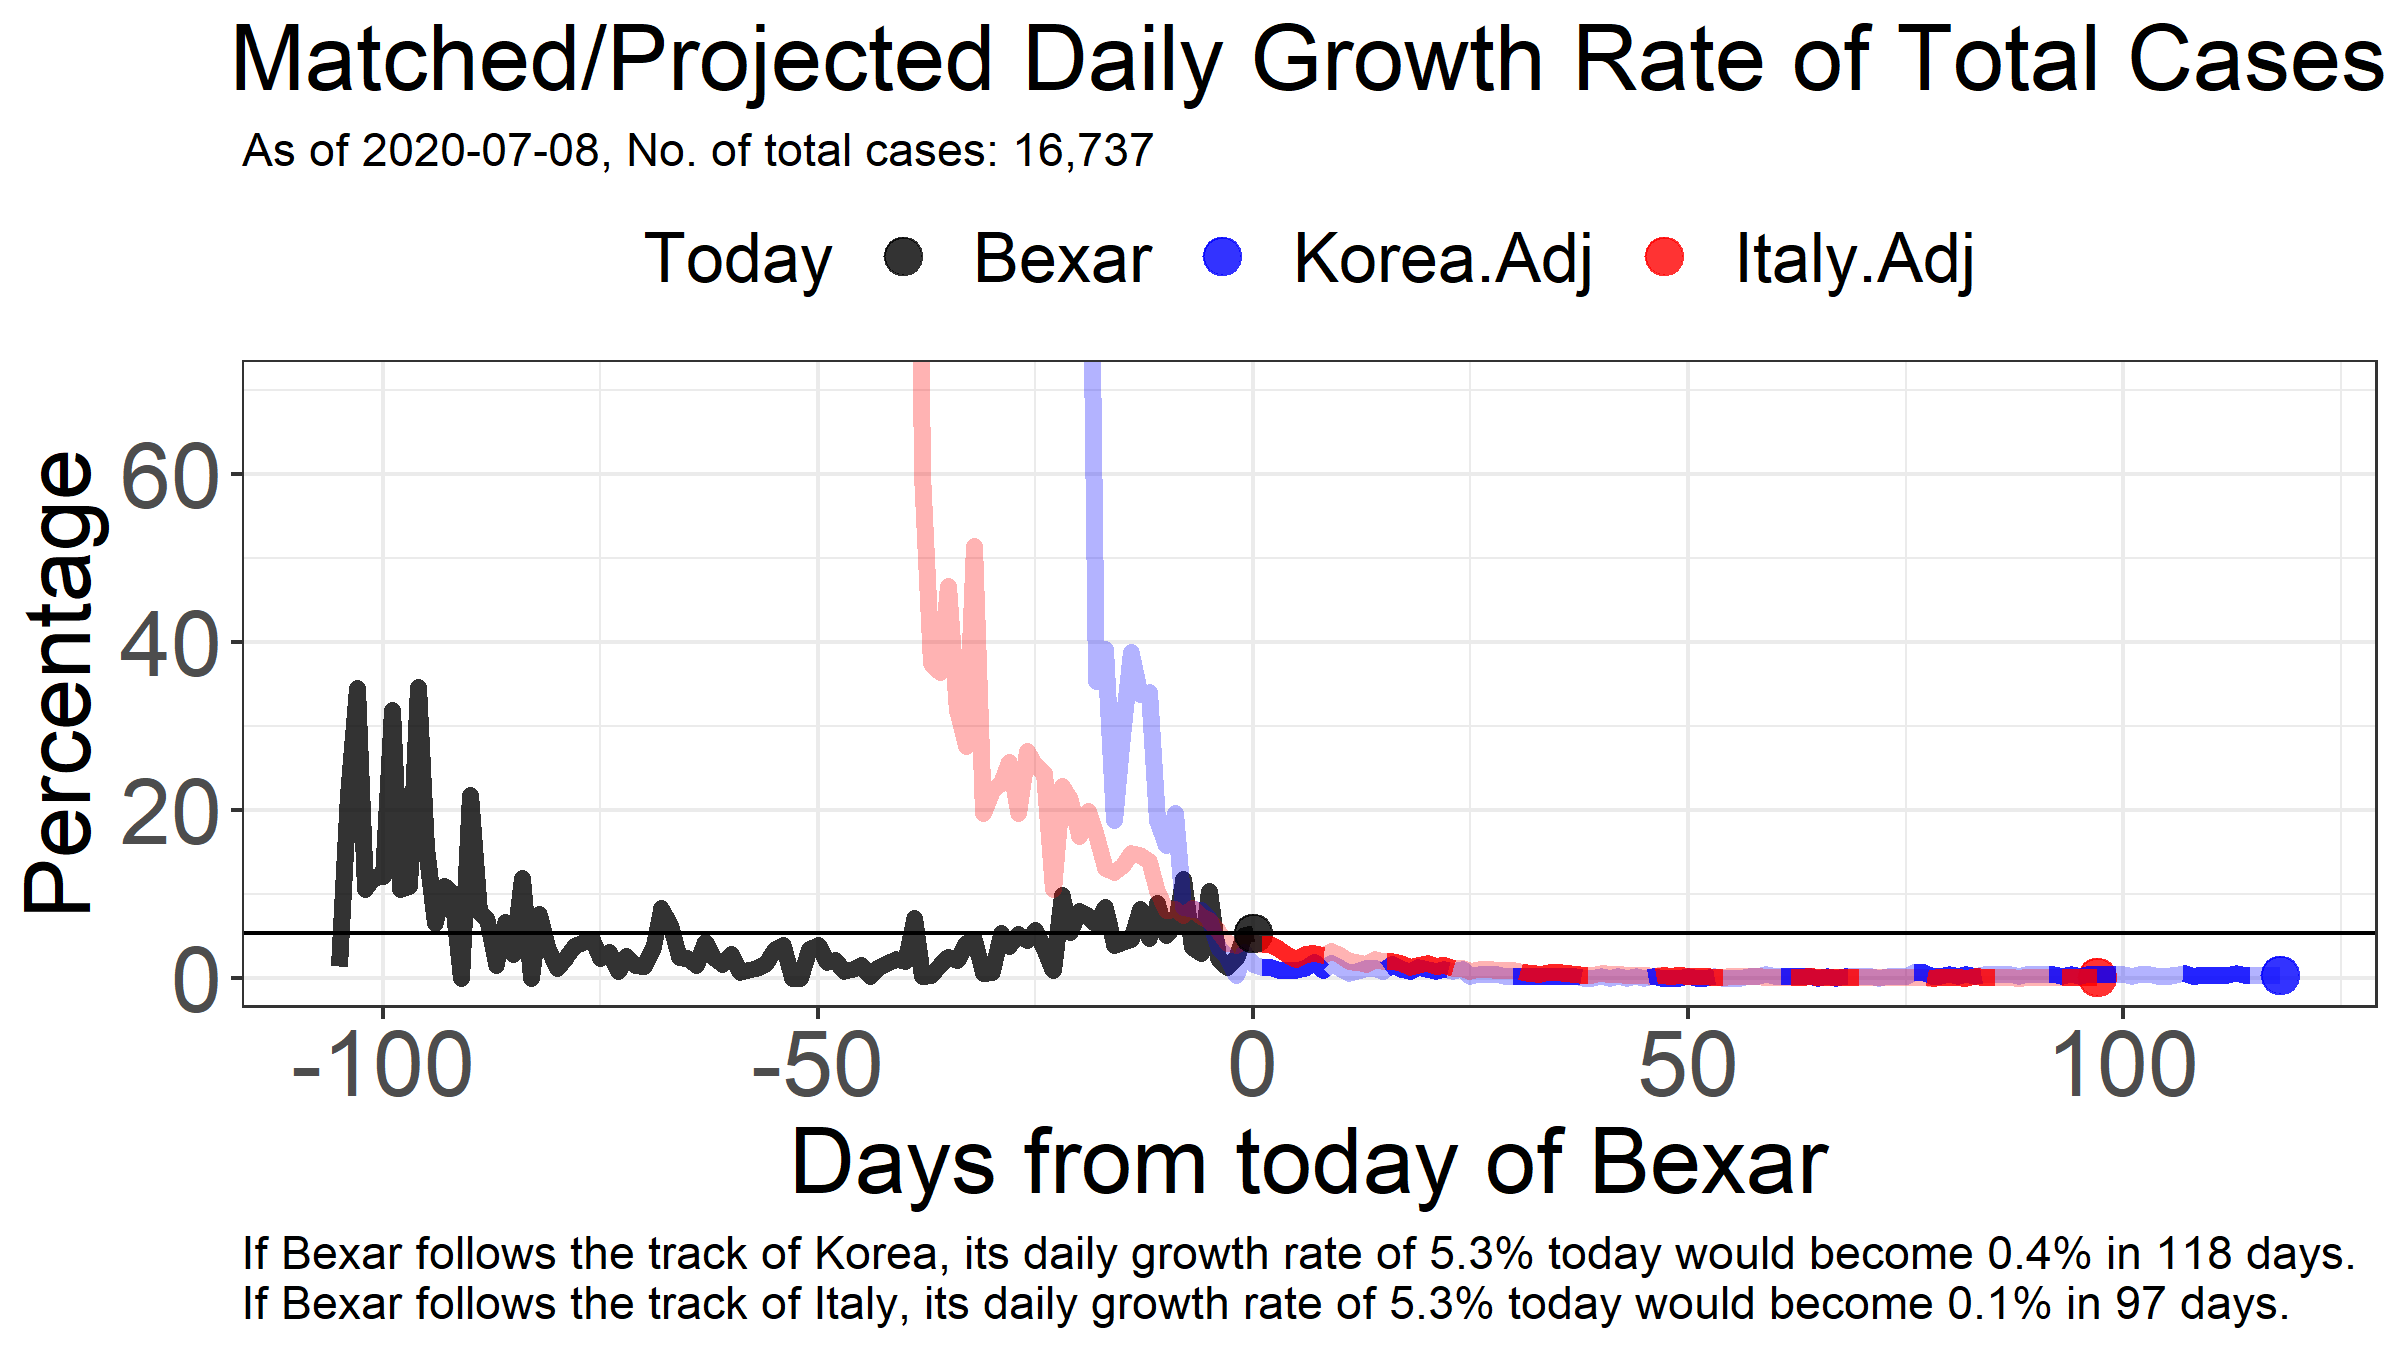 Matched/Projected Daily Growth Rate of Total Cases
As of 2020-07-08, No. of total cases: 16,737
Today Bexar Korea.Adj Italy.Adj
Percentage
60
40
20
0
-100 -50 0 50 100
Days from today of Bexar
If Bexar follows the track of Korea, its daily growth rate of 5.3% today would become 0.4% in 118 days.
If Bexar follows the track of Italy, its daily growth rate of 5.3% today would become 0.1% in 97 days.